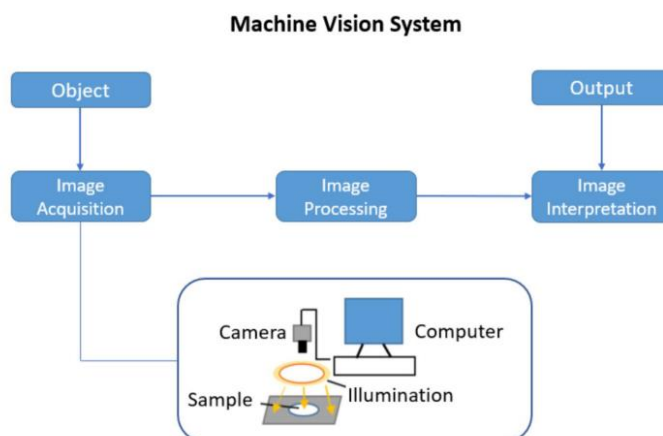 Machine Vision System
Object
Output
Image
Acquisition
Image
Processing
Image
Interpretation
Camera
Computer
Illumination
Sample